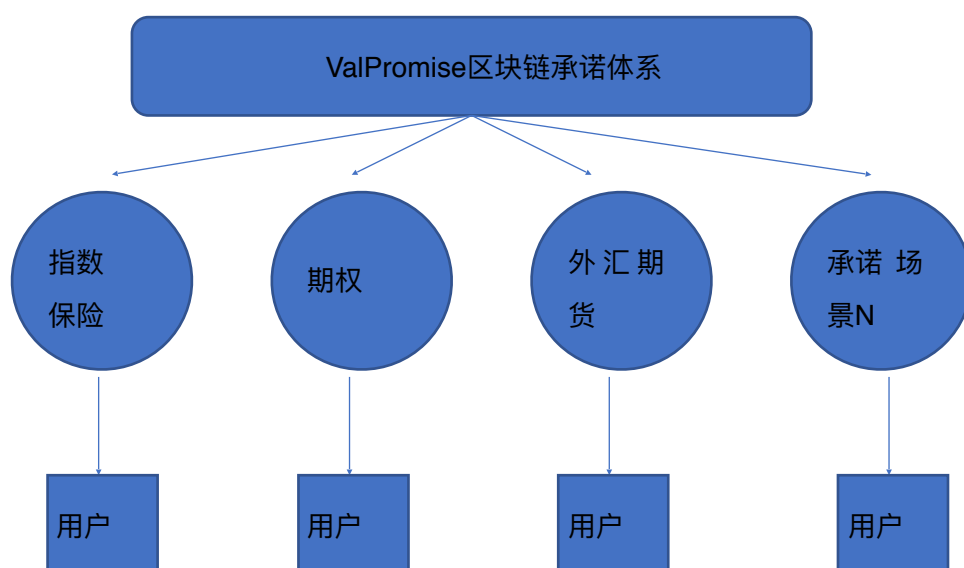 ValPromise区块链承诺体系
指数
保险
期权
外 汇 期
货
承诺 场
景N
用户
用户
用户
用户